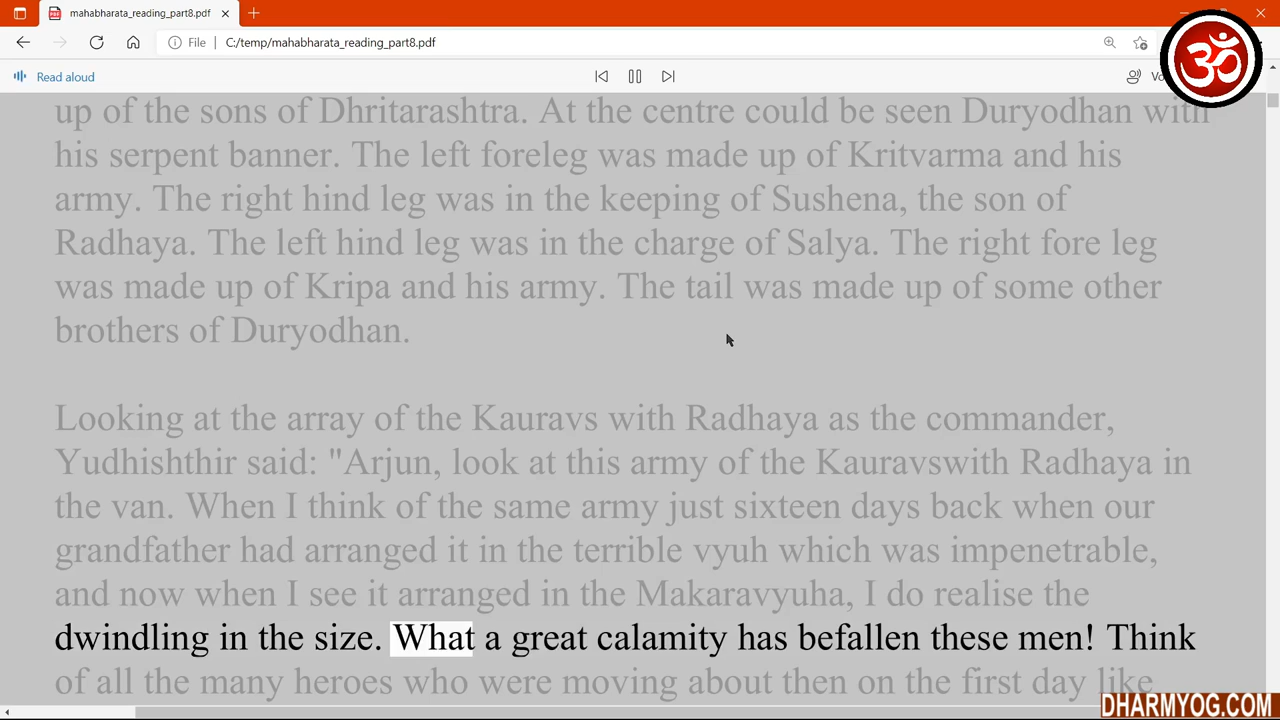 mahabharata_reading_part8.pdf
File
C:/temp/mahabharata_reading_part8.pdf
Read aloud
up of the sons of Dhritarashtra. At the centre could be seen Duryodhan with
his serpent banner. The left foreleg was made up of Kritvarma and his
army. The right hind leg was in the keeping of Sushena, the son of
Radhaya. The left hind leg was in the charge of Salya. The right fore leg
was made up of Kripa and his army. The tail was made up of some other
brothers of Duryodhan.
Looking at the array of the Kauravs with Radhaya as the commander,
Yudhishthir said: "Arjun, look at this army of the Kauravswith Radhaya in
the van. When I think of the same army just sixteen days back when our
grandfather had arranged it in the terrible vyuh which was impenetrable,
and now when I see it arranged in the Makaravyuha, I do realise the
dwindling in the size. What a great calamity has befallen these men! Think
of all the many heroes who were moving about then on the first day like
ॐ
DHARMYOG.COM